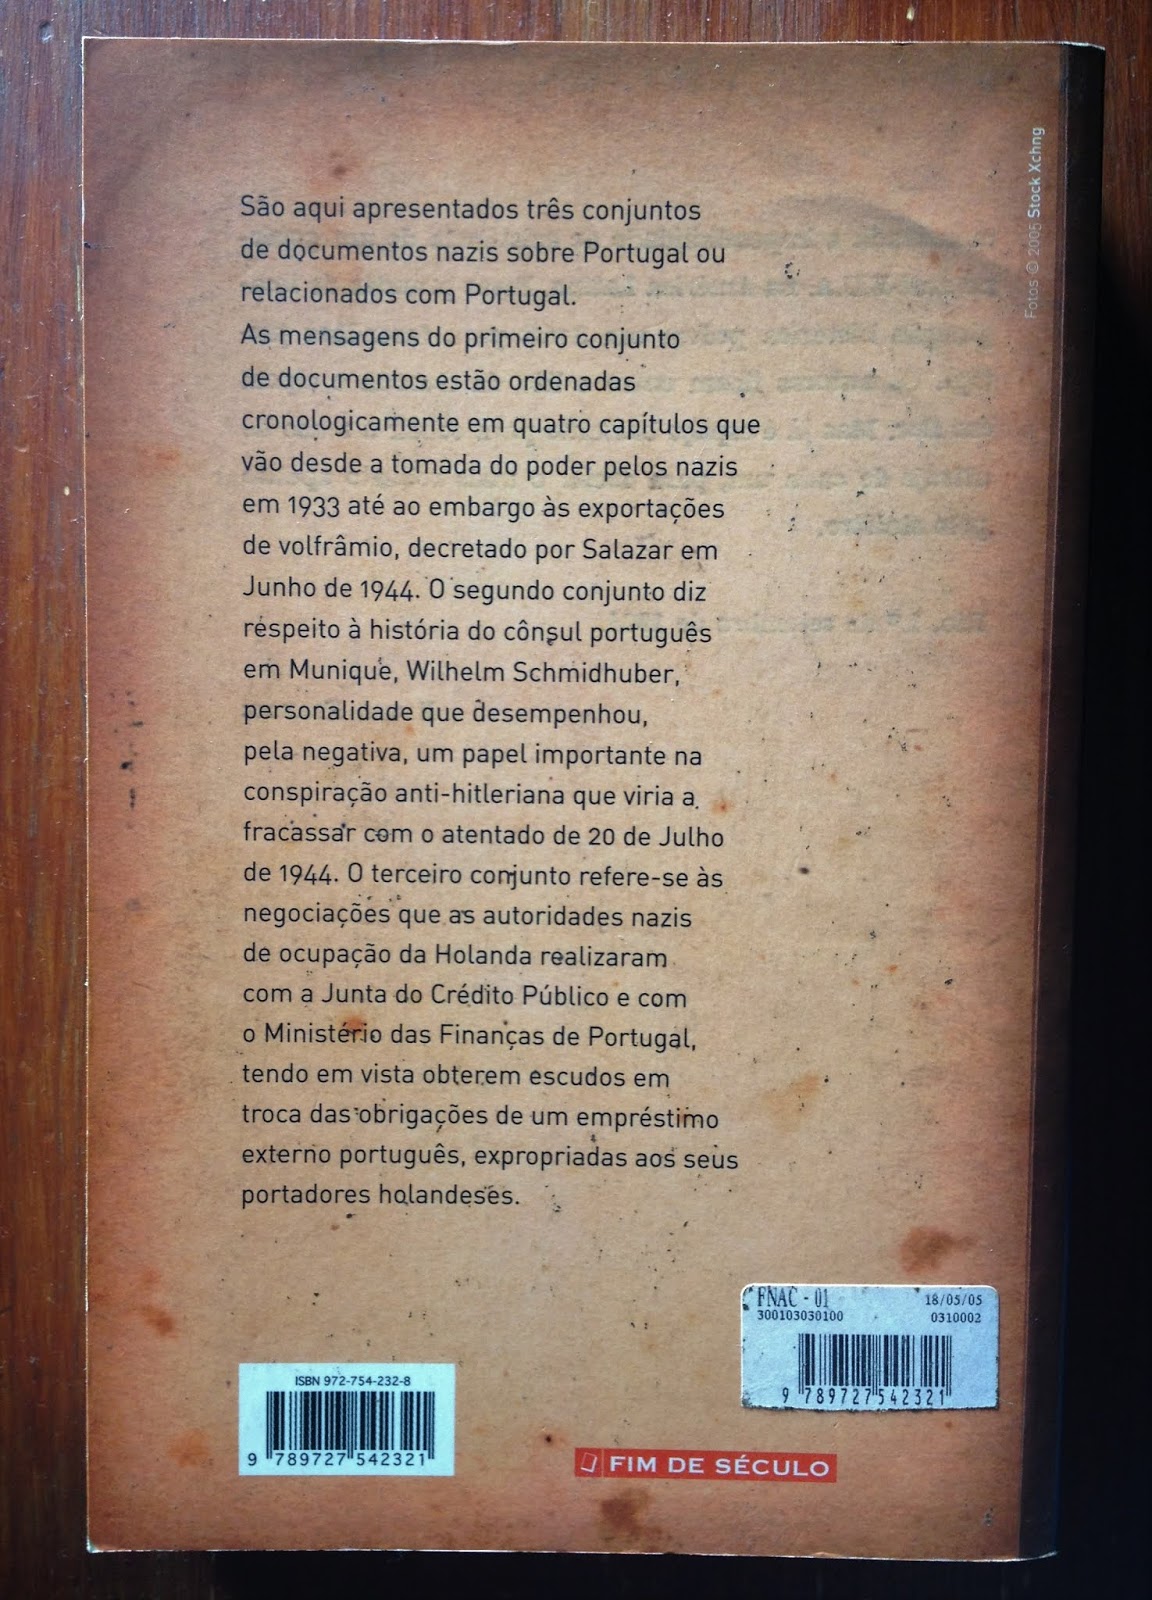 Fotos © 2005 Stock Xchng
São aqui apresentados três conjuntos
de documentos nazis sobre Portugal ou
relacionados com Portugal.
As mensagens do primeiro conjunto
de documentos estão ordenadas
cronologicamente em quatro capítulos que
vão desde a tomada do poder pelos nazis
em 1933 até ao embargo às exportações
de volfrâmio, decretado por Salazar em
Junho de 1944. O segundo conjunto diz
respeito à história do cônsul português
em Munique, Wilhelm Schmidhuber,
personalidade que desempenhou,
pela negativa, um papel importante na
conspiração anti-hitleriana que viria a
fracassar com o atentado de 20 de Julho
de 1944. O terceiro conjunto refere-se às
negociações que as autoridades nazis
de ocupação da Holanda realizaram
com a Junta do Crédito Público e com
o Ministério das Finanças de Portugal,
tendo em vista obterem escudos em
troca das obrigações de um empréstimo
externo português, expropriadas aos seus
portadores holandeses.
FNAC - 01 18/05/05
300103030100 0310002
9 789727 542321
ISBN 972-754-232-8
9 789727 542321
FIM DE SÉCULO